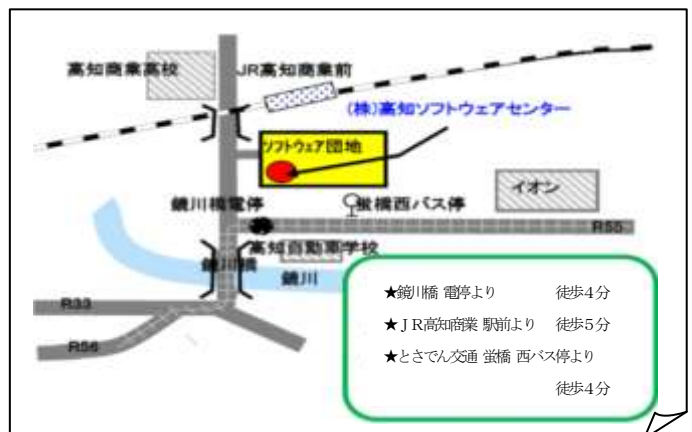 高知商業高校
JR高知商業前
(株)高知ソフトウェアセンター
ソフトウェア団地
イオン
鏡川橋電停
蛍橋西バス停
R55
高知自動車学校
鏡川橋
鏡川
R33
R56
★鏡川橋 電停より 徒歩4分
★ＪＲ高知商業 駅前より 徒歩5分
★とさでん交通 蛍橋 西バス停より
徒歩4分